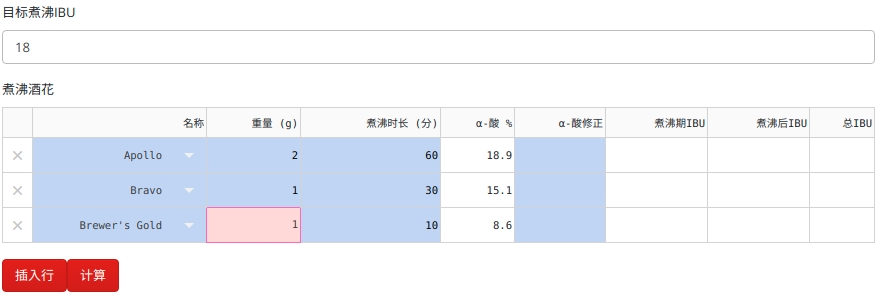 目标煮沸IBU
18
煮沸酒花
名称 重量 (g) 煮沸时长 (分) α-酸 % α-酸修正 煮沸期IBU 煮沸后IBU 总IBU
Apollo 2 60 18.9
Bravo 1 30 15.1
Brewer's Gold 1 10 8.6
插入行 计算